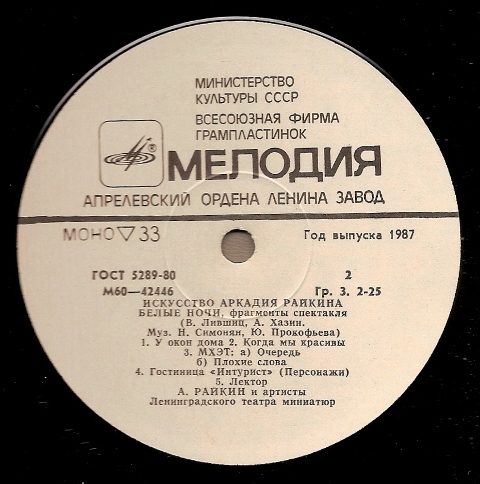 МИНИСТЕРСТВО
КУЛЬТУРЫ СССР
ВСЕСОЮЗНАЯ ФИРМА
ГРАМПЛАСТИНОК
МЕЛОДИЯ
АПРЕЛЕВСКИЙ ОРДЕНА ЛЕНИНА ЗАВОД
МОНО ▽ 33 Год выпуска 1987
ГОСТ 5289-80 2
М60—42446 Гр. 3. 2-25
ИСКУССТВО АРКАДИЯ РАЙКИНА
БЕЛЫЕ НОЧИ, фрагменты спектакля
(В. Лившиц, А. Хазин.
Муз. Н. Симонян, Ю. Прокофьева)
1. У окон дома 2. Когда мы красивы
3. МХЭТ: а) Очередь
б) Плохие слова
4. Гостиница «Интурист» (Персонажи)
5. Лектор
А. РАЙКИН и артисты
Ленинградского театра миниатюр